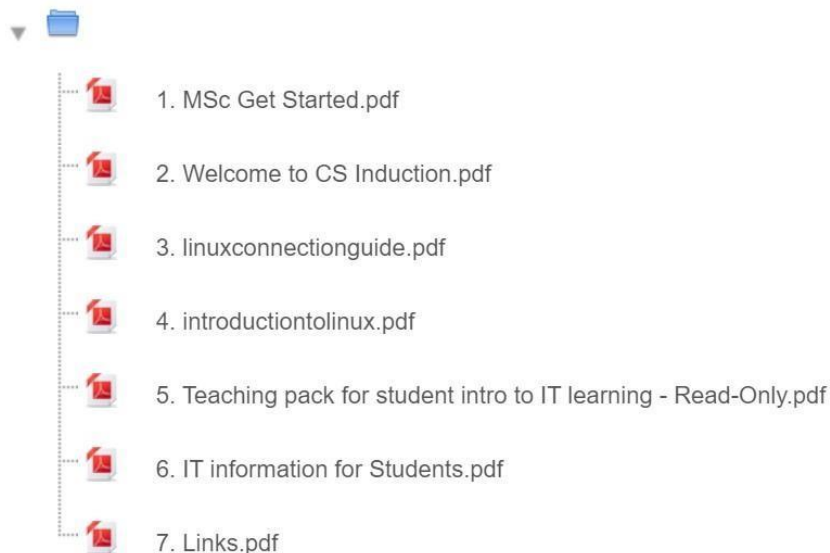 1. MSc Get Started.pdf
2. Welcome to CS Induction.pdf
3. linuxconnectionguide.pdf
4. introductiontolinux.pdf
5. Teaching pack for student intro to IT learning - Read-Only.pdf
6. IT information for Students.pdf
7. Links.pdf